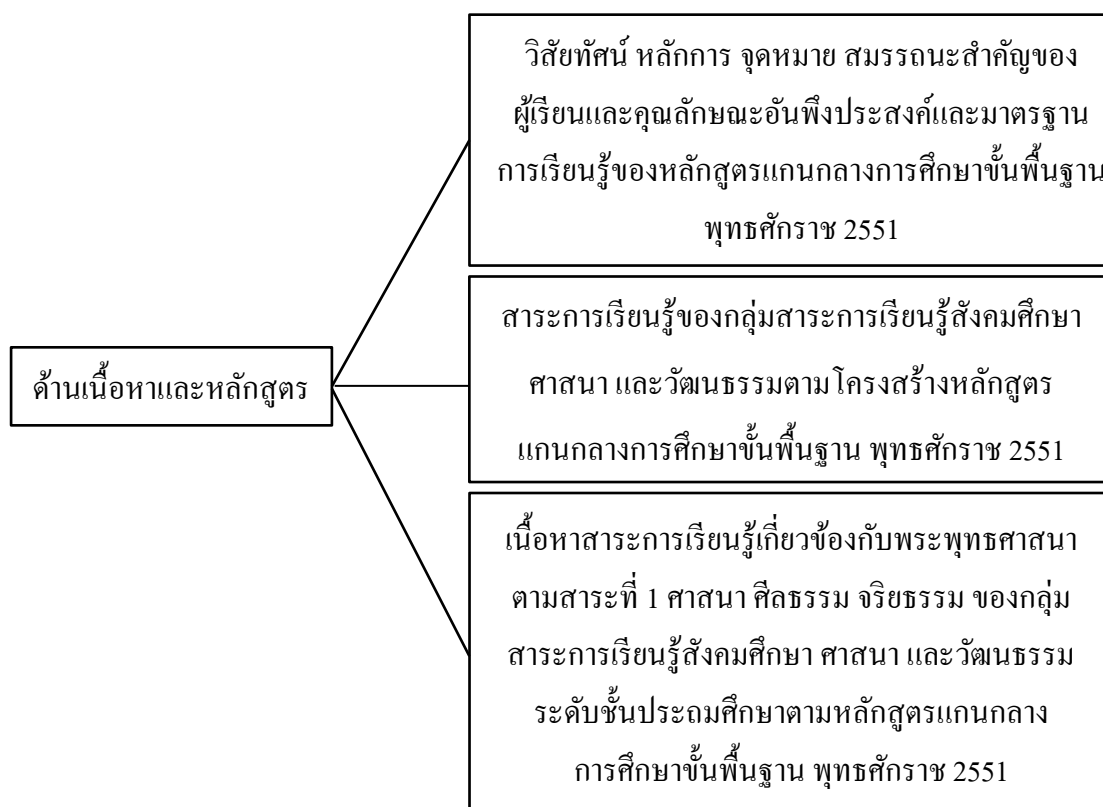 ด้านเนื้อหาและหลักสูตร
วิสัยทัศน์ หลักการ จุดหมาย สมรรถนะสำคัญของ
ผู้เรียนและคุณลักษณะอันพึงประสงค์และมาตรฐาน
การเรียนรู้ของหลักสูตรแกนกลางการศึกษาขั้นพื้นฐาน
พุทธศักราช 2551
สาระการเรียนรู้ของกลุ่มสาระการเรียนรู้สังคมศึกษา
ศาสนา และวัฒนธรรมตามโครงสร้างหลักสูตร
แกนกลางการศึกษาขั้นพื้นฐาน พุทธศักราช 2551
เนื้อหาสาระการเรียนรู้เกี่ยวข้องกับพระพุทธศาสนา
ตามสาระที่ 1 ศาสนา ศีลธรรม จริยธรรม ของกลุ่ม
สาระการเรียนรู้สังคมศึกษา ศาสนา และวัฒนธรรม
ระดับชั้นประถมศึกษาตามหลักสูตรแกนกลาง
การศึกษาขั้นพื้นฐาน พุทธศักราช 2551